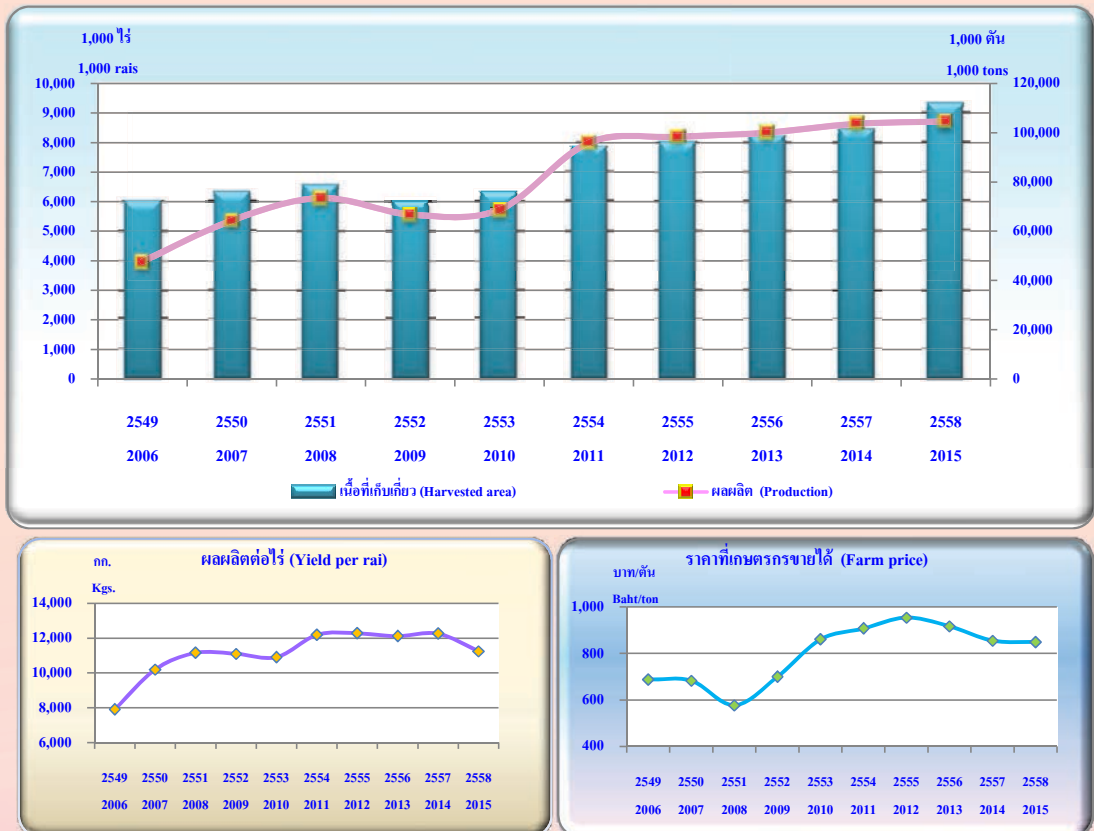 1,000 ไร่ 1,000 ตัน
1,000 rais 1,000 tons
10,000 120,000
9,000
100,000
8,000
7,000
80,000
6,000
5,000
60,000
4,000
40,000
3,000
2,000
20,000
1,000
0 0
2549 2550 2551 2552 2553 2554 2555 2556 2557 2558
2006 2007 2008 2009 2010 2011 2012 2013 2014 2015
เนื้อที่เก็บเกี่ยว (Harvested area) ผลผลิต (Production)
ผลผลิตต่อไร่ (Yield per rai)
กก.
Kgs.
14,000
12,000
10,000
8,000
6,000
2549 2550 2551 2552 2553 2554 2555 2556 2557 2558
2006 2007 2008 2009 2010 2011 2012 2013 2014 2015
ราคาที่เกษตรกรขายได้ (Farm price)
บาท/ตัน
Baht/ton
1,000
800
600
400
2549 2550 2551 2552 2553 2554 2555 2556 2557 2558
2006 2007 2008 2009 2010 2011 2012 2013 2014 2015